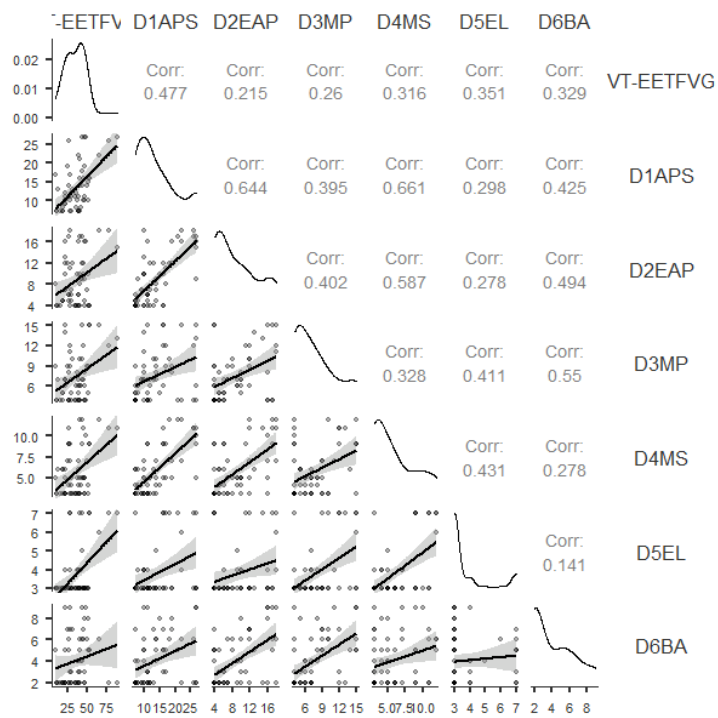 T-EETFV D1APS D2EAP D3MP D4MS D5EL D6BA
0.02
0.01
0.00
Corr: Corr: Corr: Corr: Corr: Corr:
0.477 0.215 0.26 0.316 0.351 0.329
VT-EETFVG
25
20
15
10
Corr: Corr: Corr: Corr: Corr:
0.644 0.395 0.661 0.298 0.425
D1APS
16
12
8
4
Corr: Corr: Corr: Corr:
0.402 0.587 0.278 0.494
D2EAP
15
12
9
6
Corr: Corr: Corr:
0.328 0.411 0.55
D3MP
10.0
7.5
5.0
Corr: Corr:
0.431 0.278
D4MS
7
6
5
4
3
Corr:
0.141
D5EL
8
6
4
2
D6BA
25 50 75 10 15 20 25 4 8 12 16 6 9 12 15 5.0 7.5 10.0 3 4 5 6 7 2 4 6 8